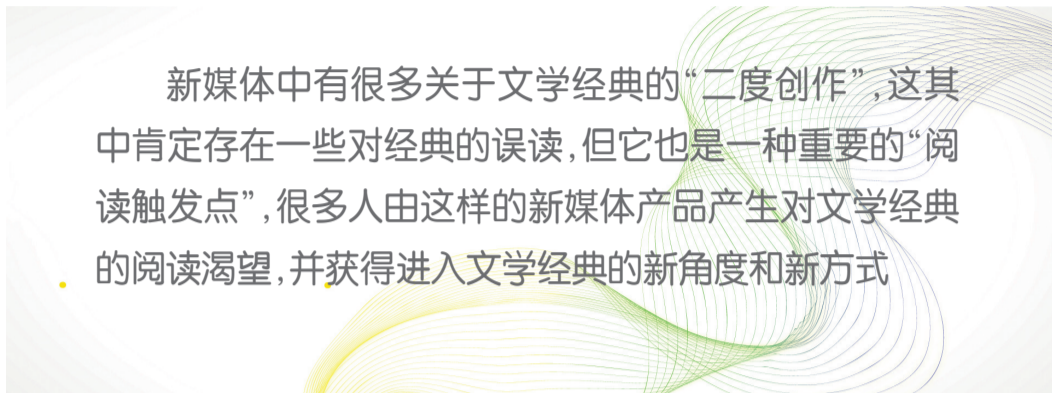 新媒体中有很多关于文学经典的“二度创作”,这其
中肯定存在一些对经典的误读,但它也是一种重要的“阅
读触发点”,很多人由这样的新媒体产品产生对文学经典
的阅读渴望,并获得进入文学经典的新角度和新方式